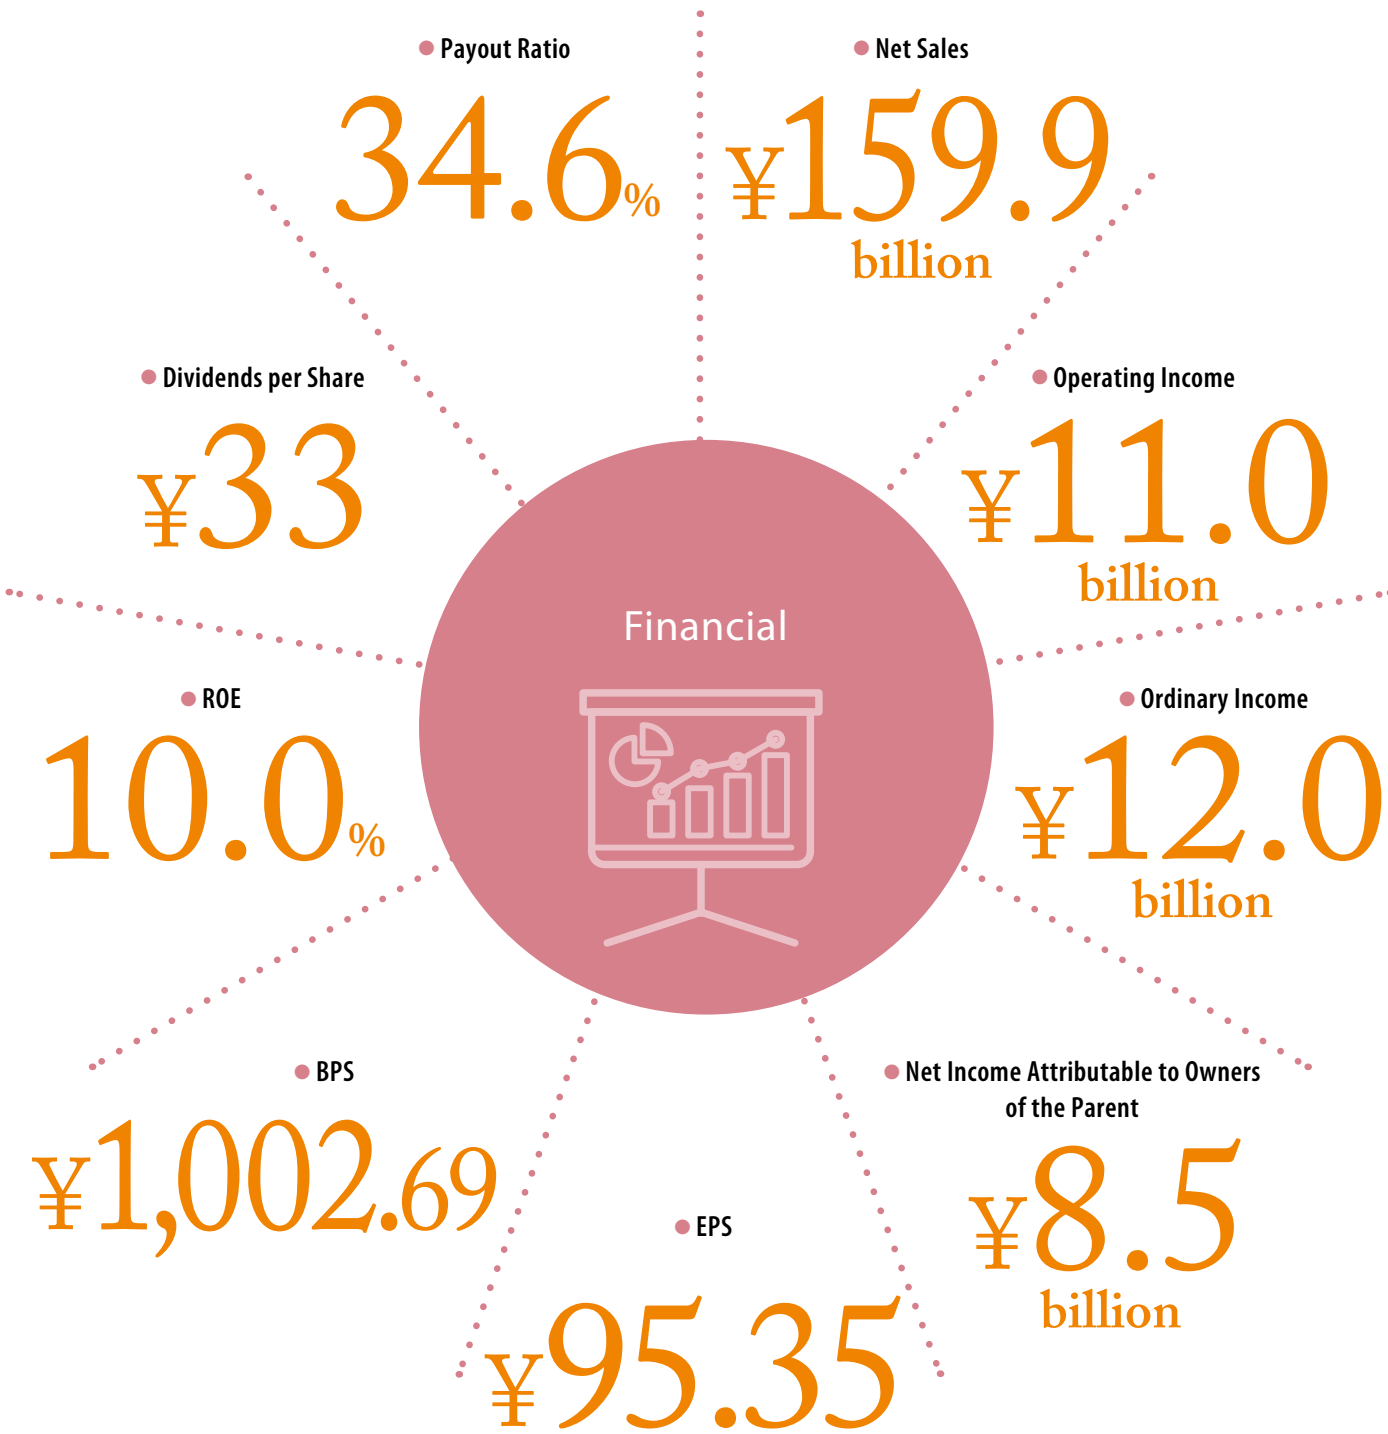 Payout Ratio
34.6%
Net Sales
¥159.9
billion
Dividends per Share
¥33
Operating Income
¥11.0
billion
Financial
ROE
10.0%
Ordinary Income
¥12.0
billion
BPS
¥1,002.69
Net Income Attributable to Owners
of the Parent
¥8.5
billion
EPS
¥95.35